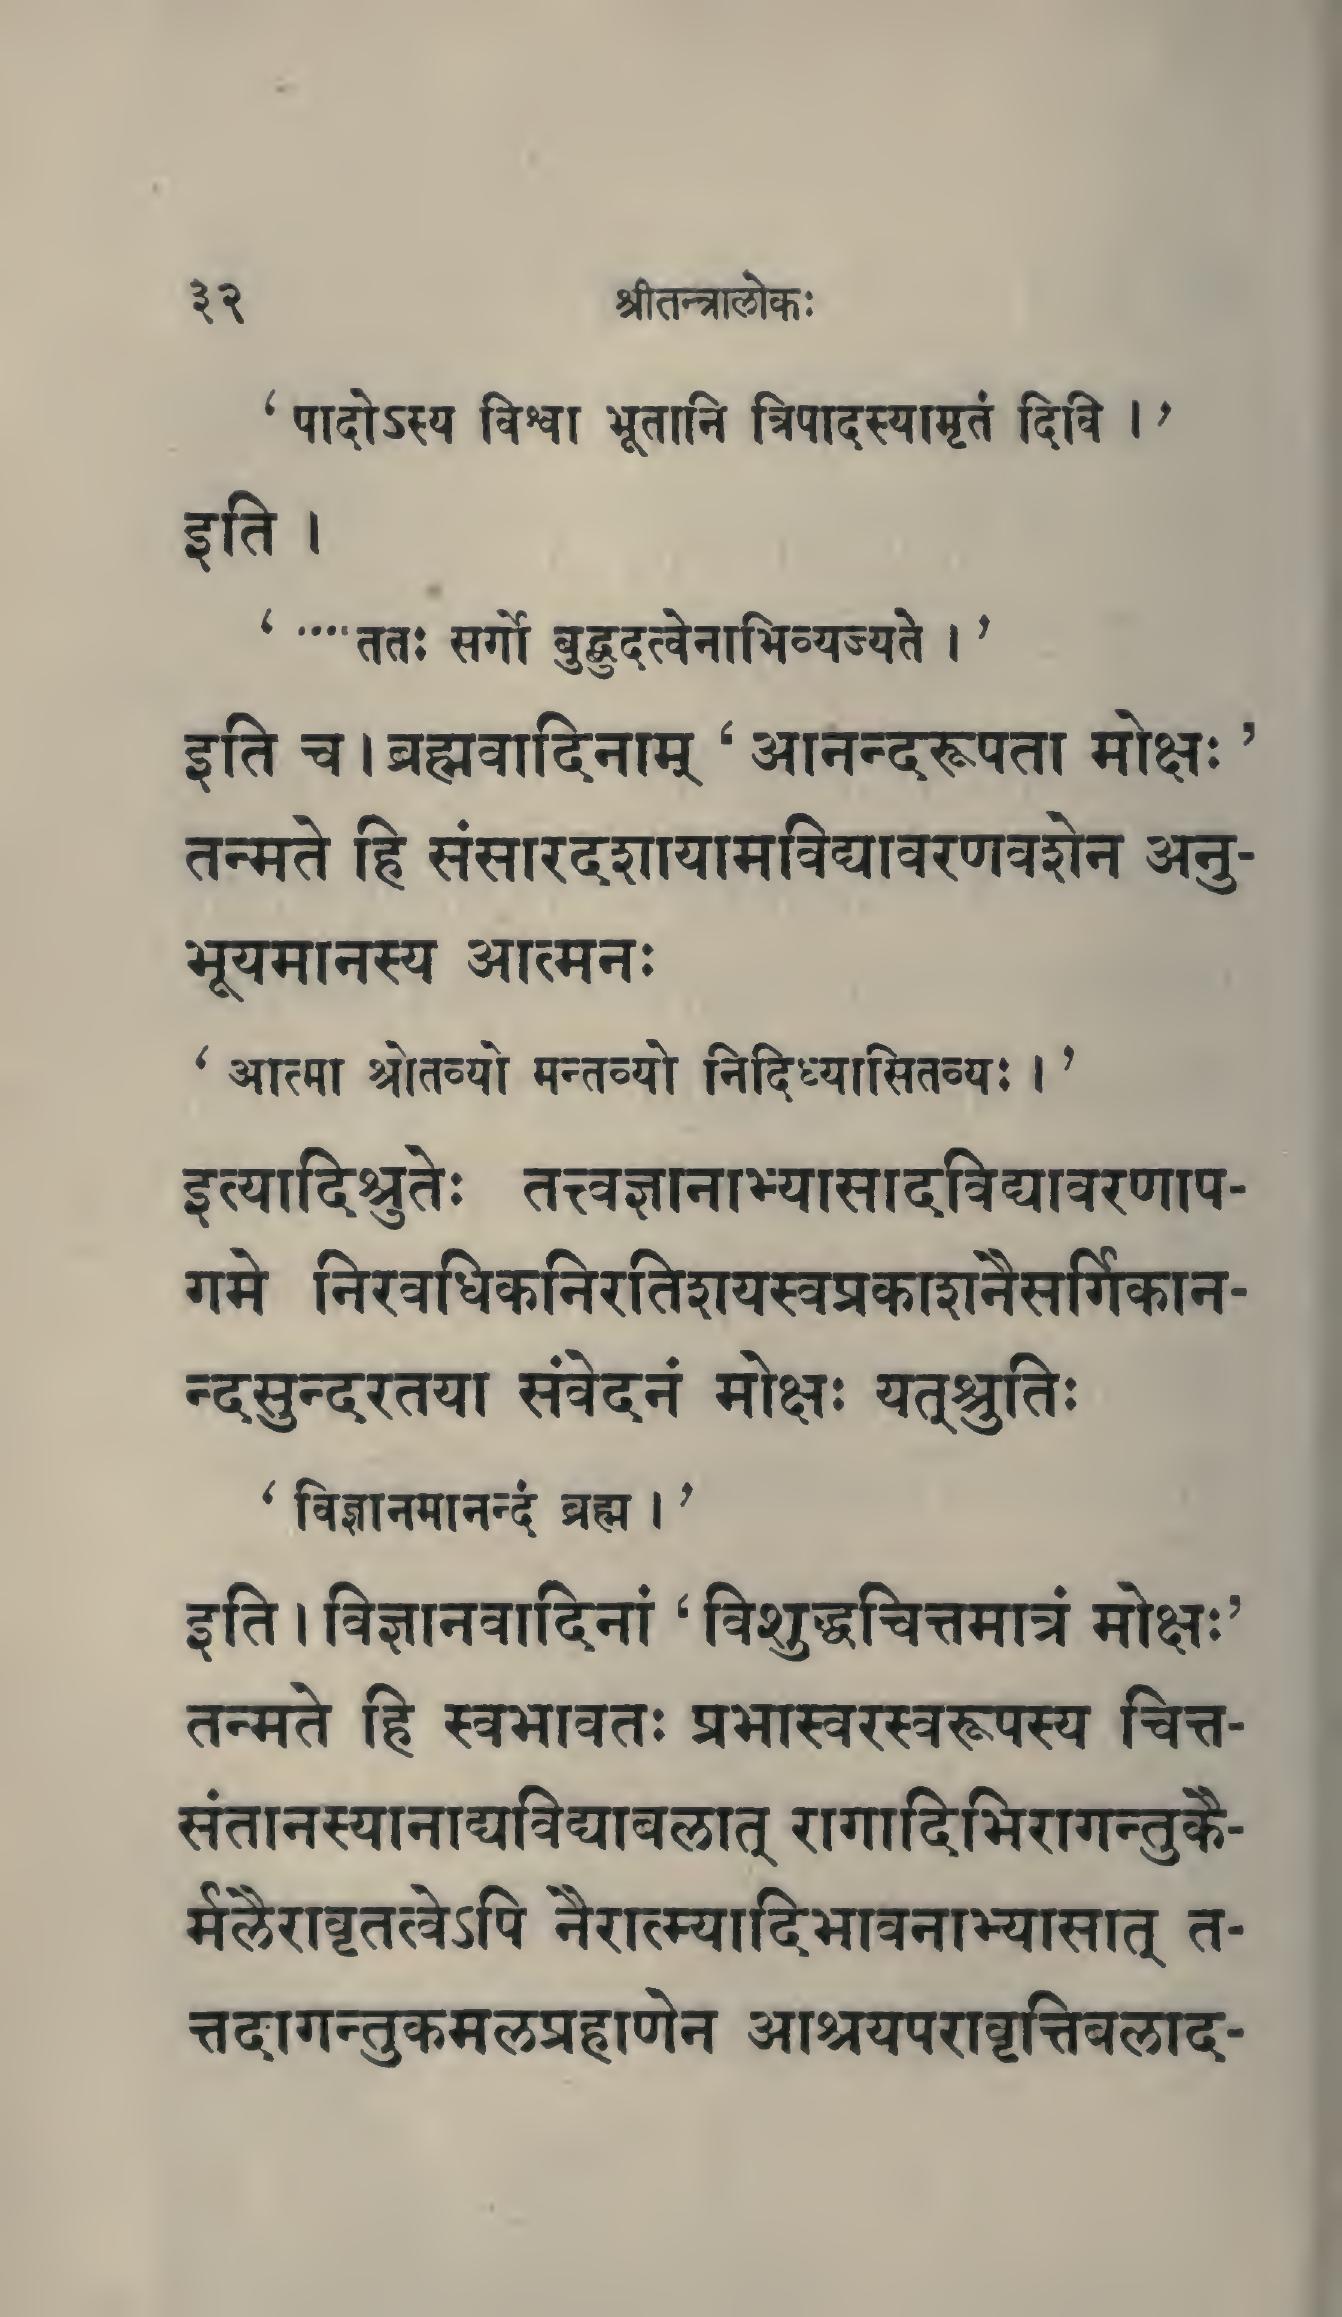 ३२ श्रीतन्त्रालोकः
‘ पादोऽस्य विश्वा भूतानि त्रिपादस्यामृतं दिवि । ’
इति ।
‘ ····ततः सर्गो बुद्बुदत्वेनाभिव्यज्यते । ’
इति च । ब्रह्मवादिनाम् ‘ आनन्दरूपता मोक्षः ’
तन्मते हि संसारदशायामविद्यावरणवशेन अनु-
भूयमानस्य आत्मनः
‘ आत्मा श्रोतव्यो मन्तव्यो निदिध्यासितव्यः । ’
इत्यादिश्रुतेः तत्त्वज्ञानाभ्यासादविद्यावरणाप-
गमे निरवधिकनिरतिशयस्वप्रकाशनैसर्गिकान-
न्दसुन्दरतया संवेदनं मोक्षः यत्श्रुतिः
‘ विज्ञानमानन्दं ब्रह्म । ’
इति । विज्ञानवादिनां ‘ विशुद्धचित्तमात्रं मोक्षः’
तन्मते हि स्वभावतः प्रभास्वरस्वरूपस्य चित्त-
संतानस्यानाद्यविद्याबलात् रागादिभिरागन्तुकै-
र्मलैरावृतत्वेऽपि नैरात्म्यादिभावनाभ्यासात् त-
त्तदागन्तुकमलप्रहाणेन आश्रयपरावृत्तिबलाद-